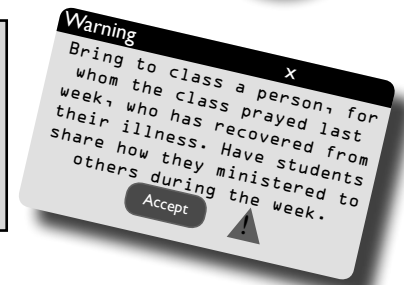 Warning
x
Bring to class a person, for
whom the class prayed last
week, who has recovered from
their illness. Have students
share how they ministered to
others during the week.
Accept
!